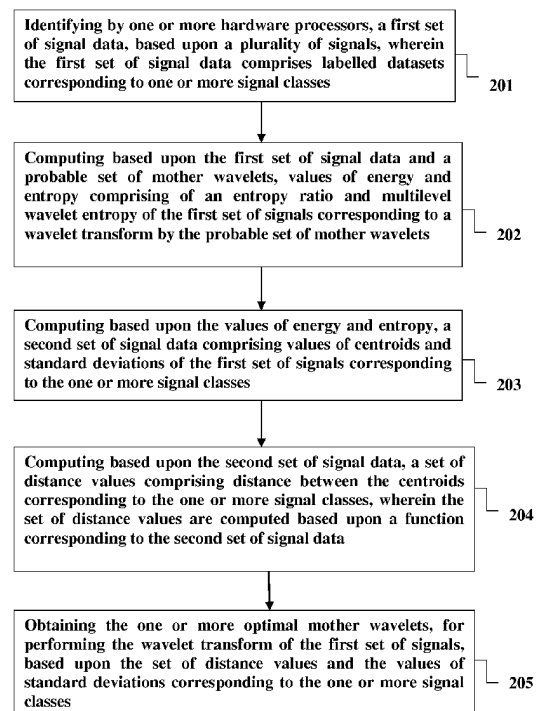 Identifying by one or more hardware processors, a first set
of signal data, based upon a plurality of signals, wherein
the first set of signal data comprises labelled datasets
corresponding to one or more signal classes
201
Computing based upon the first set of signal data and a
probable set of mother wavelets, values of energy and
entropy comprising of an entropy ratio and multilevel
wavelet entropy of the first set of signals corresponding to a
wavelet transform by the probable set of mother wavelets
202
Computing based upon the values of energy and entropy, a
second set of signal data comprising values of centroids and
standard deviations of the first set of signals corresponding
to the one or more signal classes
203
Computing based upon the second set of signal data, a set of
distance values comprising distance between the centroids
corresponding to the one or more signal classes, wherein the
set of distance values are computed based upon a function
corresponding to the second set of signal data
204
Obtaining the one or more optimal mother wavelets, for
performing the wavelet transform of the first set of signals,
based upon the set of distance values and the values of
standard deviations corresponding to the one or more signal
classes
205